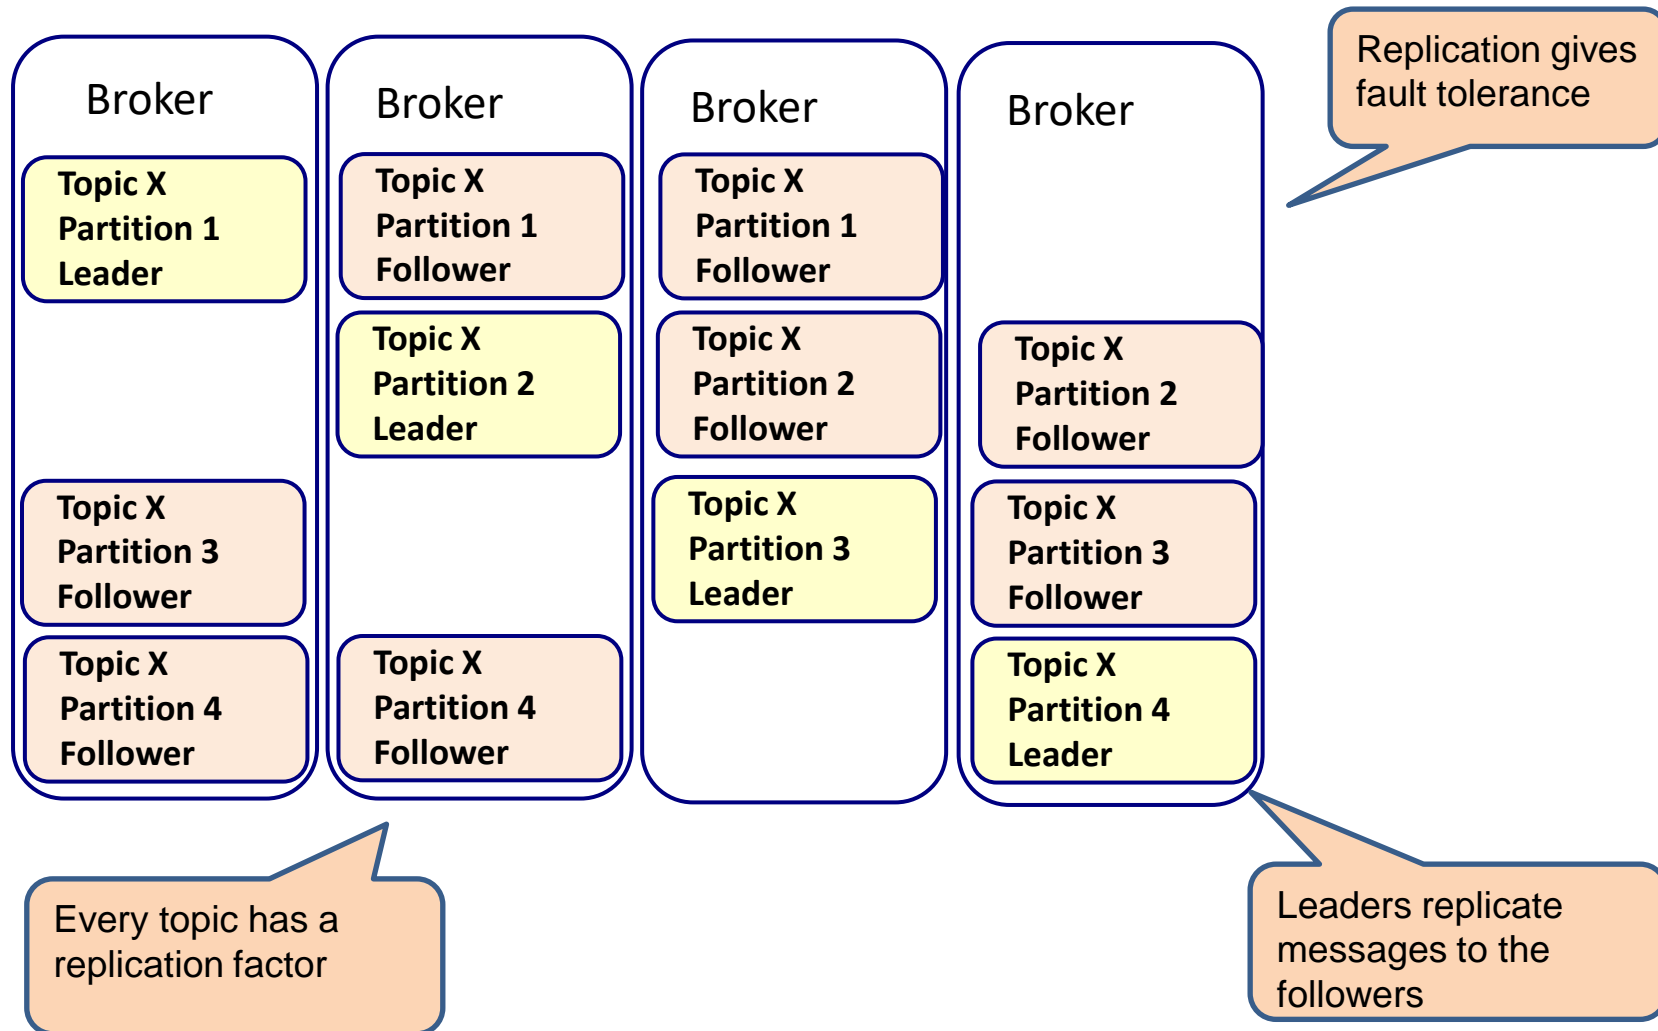 Broker
Topic X
Partition 1
Leader
Topic X
Partition 3
Follower
Topic X
Partition 4
Follower
Broker
Topic X
Partition 1
Follower
Topic X
Partition 2
Leader
Topic X
Partition 4
Follower
Broker
Topic X
Partition 1
Follower
Topic X
Partition 2
Follower
Topic X
Partition 3
Leader
Broker
Topic X
Partition 2
Follower
Topic X
Partition 3
Follower
Topic X
Partition 4
Leader
Replication gives
fault tolerance
Every topic has a
replication factor
Leaders replicate
messages to the
followers